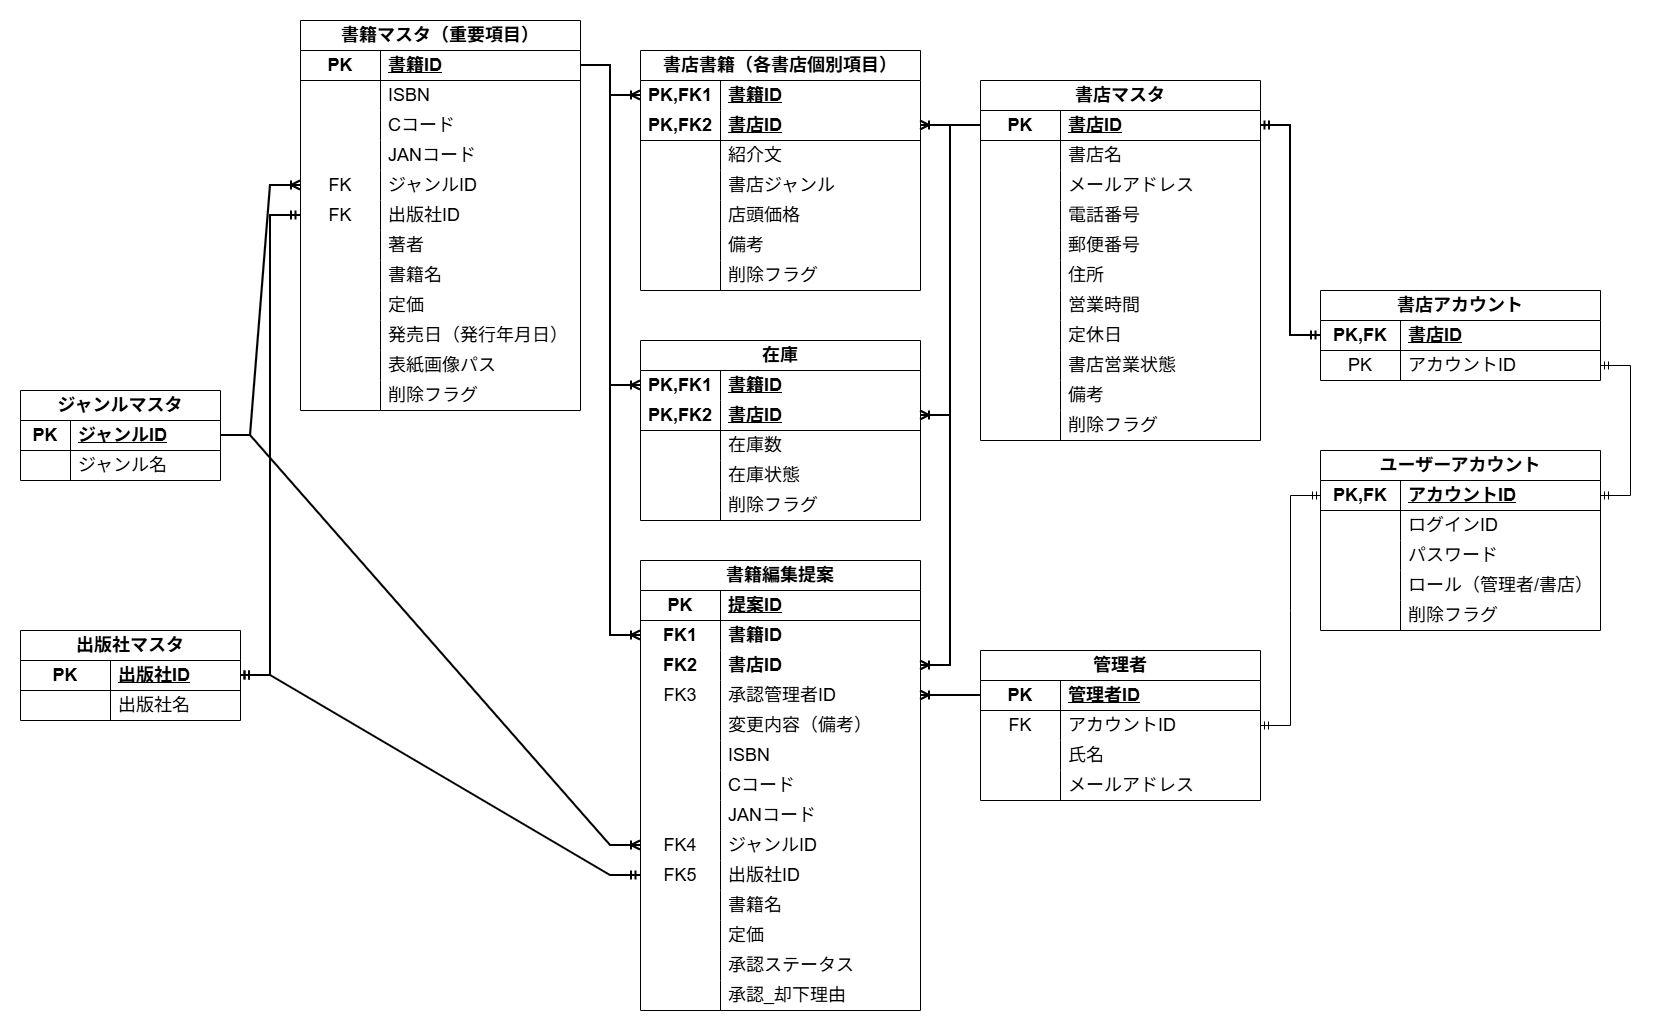 書籍マスタ（重要項目）
PK 書籍ID
ISBN
Cコード
JANコード
FK ジャンルID
FK 出版社ID
著者
書籍名
定価
発売日（発行年月日）
表紙画像パス
削除フラグ
ジャンルマスタ
PK ジャンルID
ジャンル名
出版社マスタ
PK 出版社ID
出版社名
書店書籍（各書店個別項目）
PK,FK1 書籍ID
PK,FK2 書店ID
紹介文
書店ジャンル
店頭価格
備考
削除フラグ
在庫
PK,FK1 書籍ID
PK,FK2 書店ID
在庫数
在庫状態
削除フラグ
書籍編集提案
PK 提案ID
FK1 書籍ID
FK2 書店ID
FK3 承認管理者ID
変更内容（備考）
ISBN
Cコード
JANコード
FK4 ジャンルID
FK5 出版社ID
書籍名
定価
承認ステータス
承認_却下理由
書店マスタ
PK 書店ID
書店名
メールアドレス
電話番号
郵便番号
住所
営業時間
定休日
書店営業状態
備考
削除フラグ
管理者
PK 管理者ID
FK アカウントID
氏名
メールアドレス
書店アカウント
PK,FK 書店ID
PK アカウントID
ユーザーアカウント
PK,FK アカウントID
ログインID
パスワード
ロール（管理者/書店）
削除フラグ